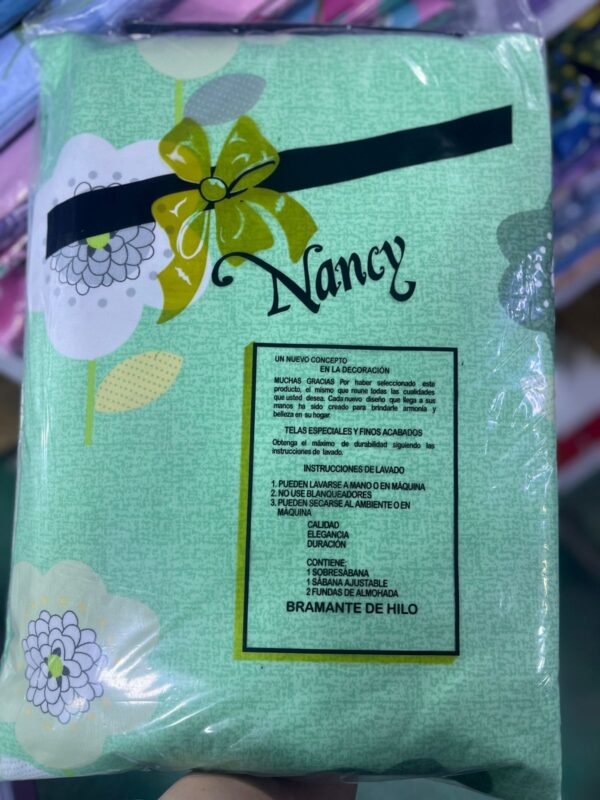 Nancy
UN NUEVO CONCEPTO
EN LA DECORACIÓN
MUCHAS GRACIAS Por haber seleccionado este
producto, el mismo que reune todas las cualidades
que usted desea. Cada nuevo diseño que llega a sus
manos ha sido creado para brindarle armonía y
belleza en su hogar
TELAS ESPECIALES Y FINOS ACABADOS
Obtenga el máximo de durabilidad siguiendo las
instrucciones de lavado.
INSTRUCCIONES DE LAVADO
1. PUEDEN LAVARSE A MANO O EN MÁQUINA
2. NO USE BLANQUEADORES
3. PUEDEN SECARSE AL AMBIENTE O EN
MÁQUINA
CALIDAD
ELEGANCIA
DURACIÓN
CONTIENE:
1 SOBRESÁBANA
1 SÁBANA AJUSTABLE
2 FUNDAS DE ALMOHADA
BRAMANTE DE HILO